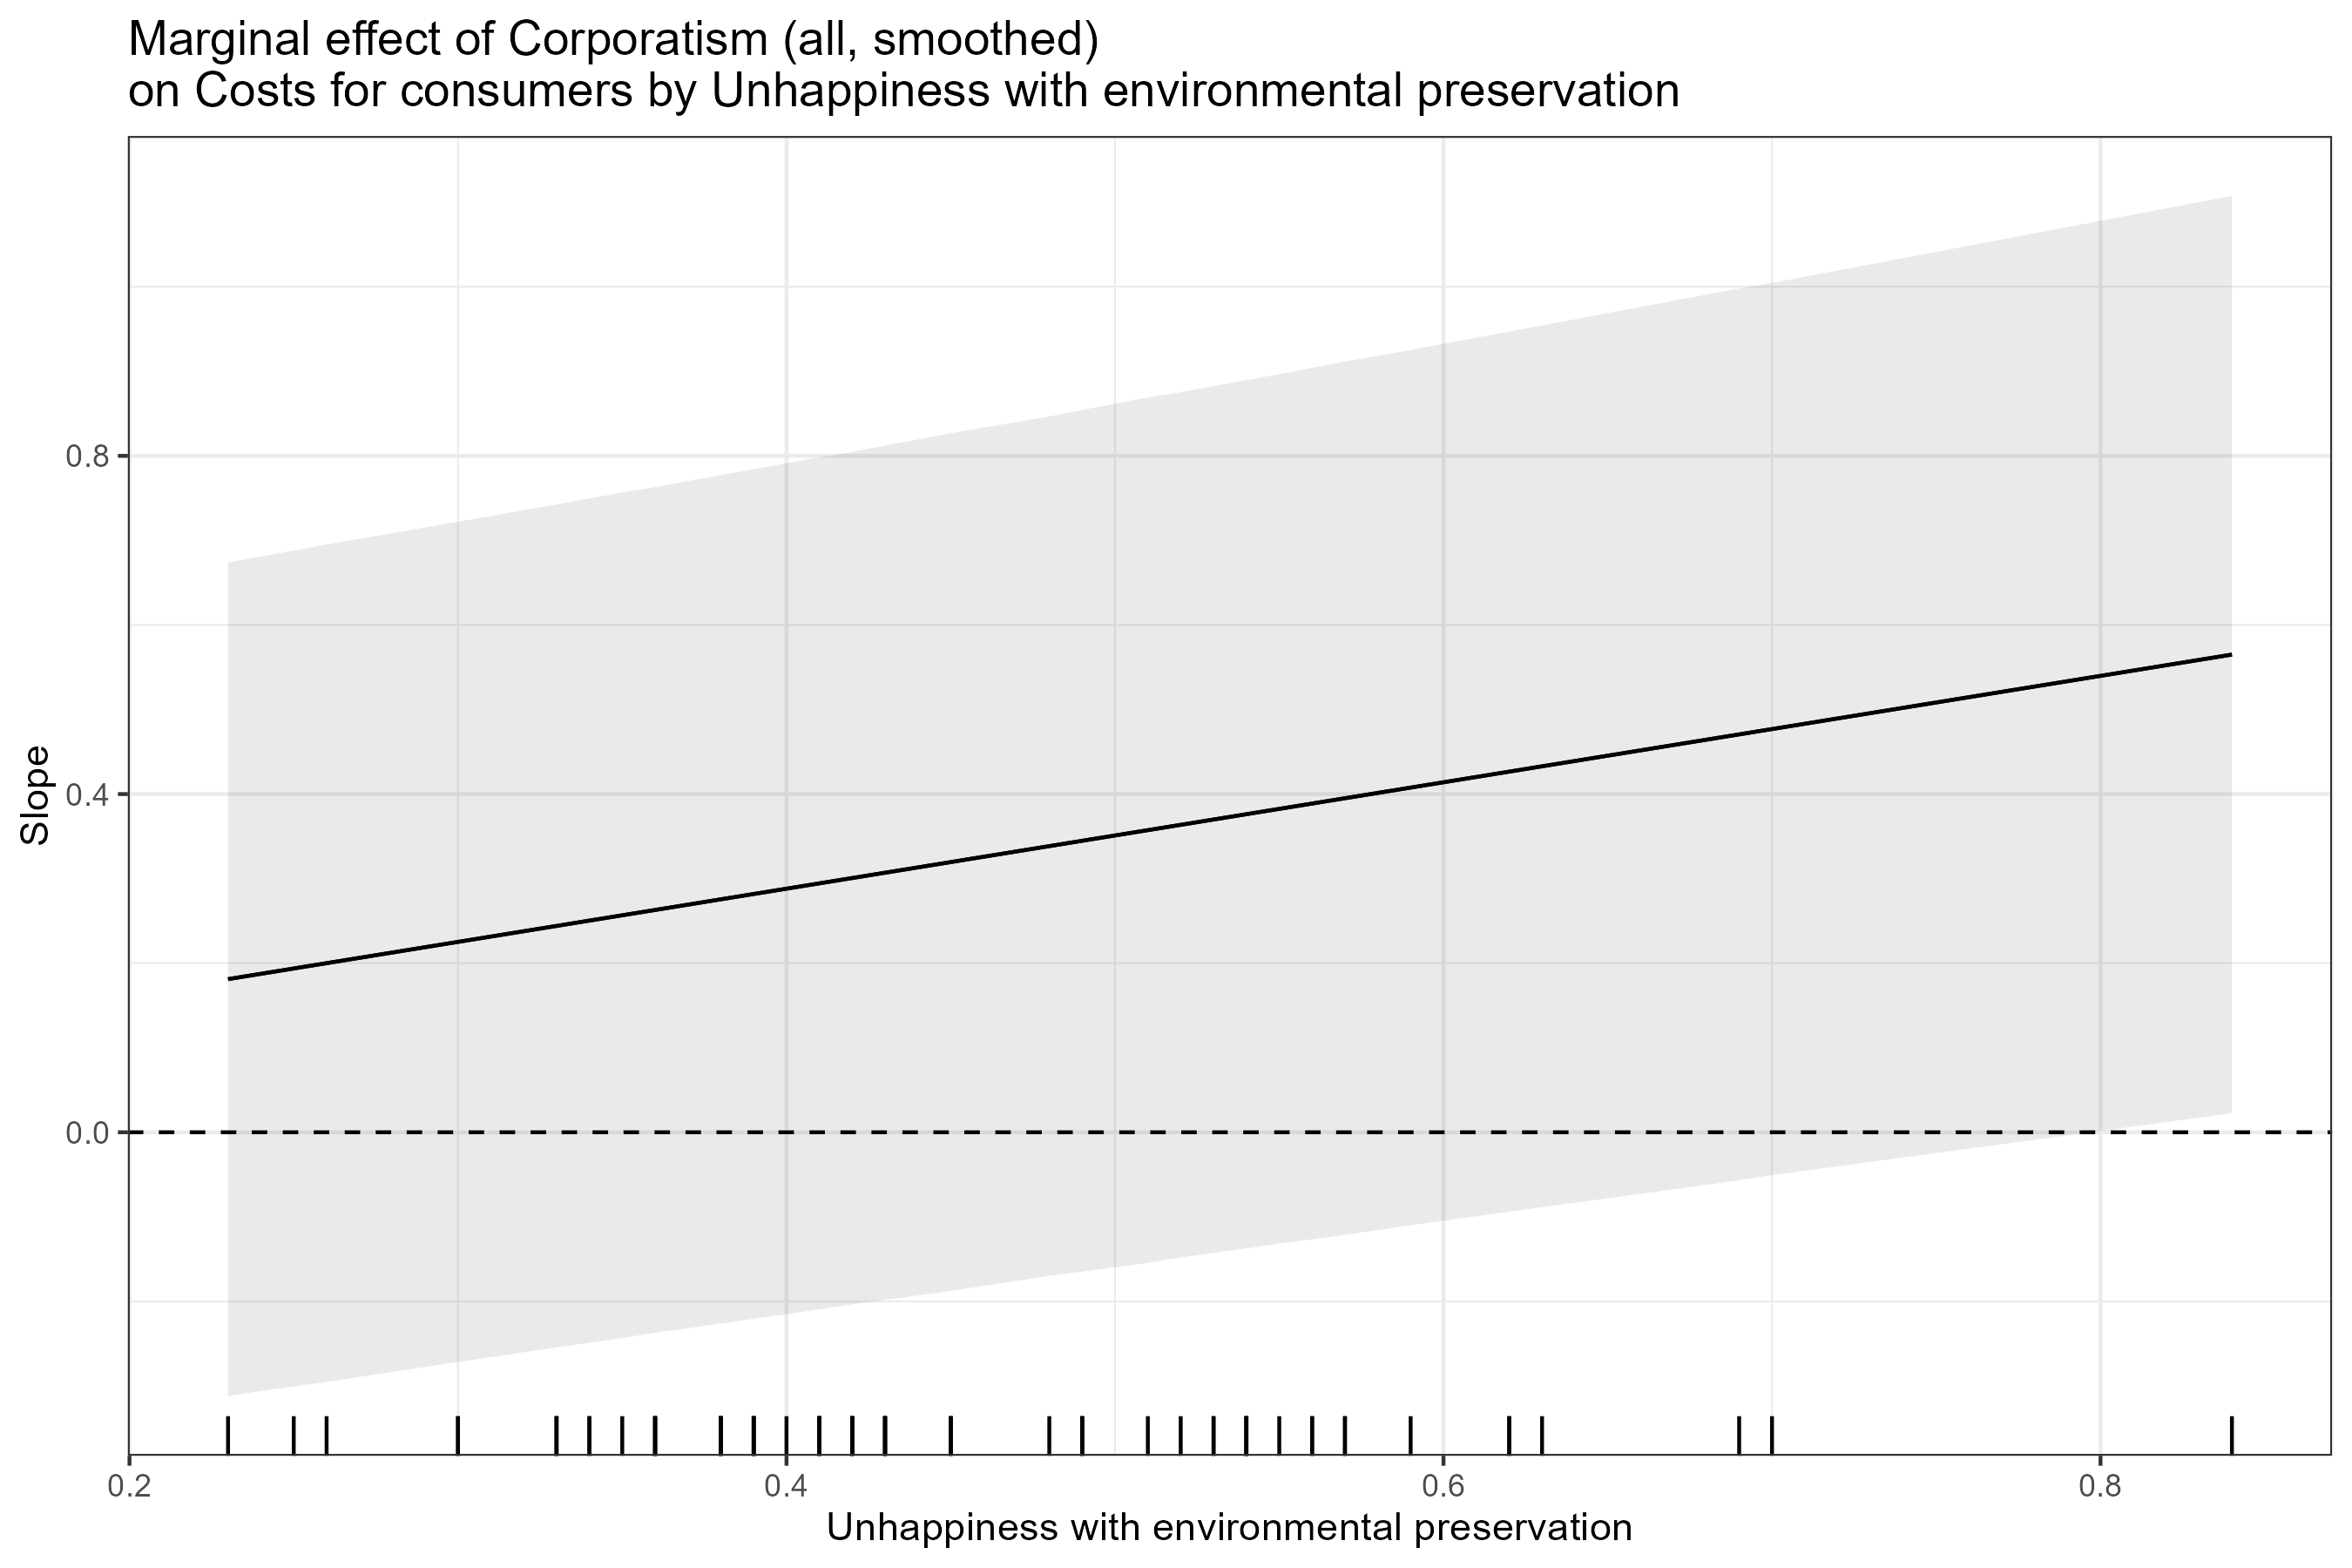 Marginal effect of Corporatism (all, smoothed)
on Costs for consumers by Unhappiness with environmental preservation
Slope
0.8
0.4
0.0
0.2
0.4
0.6
0.8
Unhappiness with environmental preservation